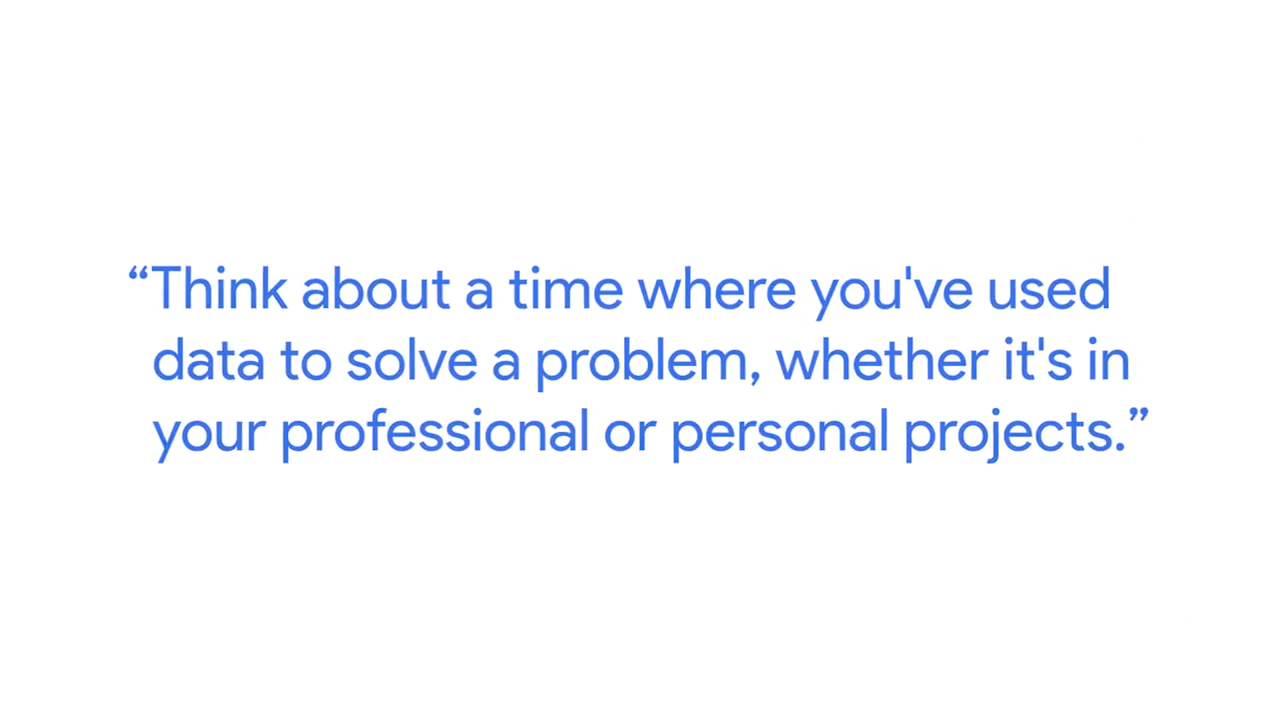 “Think about a time where you've used
data to solve a problem, whether it's in
your professional or personal projects.”